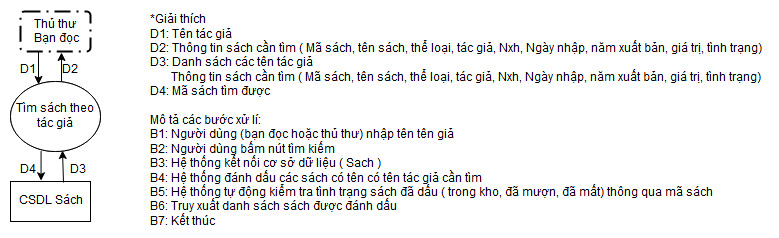 Thủ thư
Bạn đọc
D1
D2
Tìm sách theo
tác giả
D4
D3
CSDL Sách
*Giải thích
D1: Tên tác giả
D2: Thông tin sách cần tìm ( Mã sách, tên sách, thể loại, tác giả, Nxh, Ngày nhập, năm xuất bản, giá trị, tình trạng)
D3: Danh sách các tên tác giả
Thông tin sách cần tìm ( Mã sách, tên sách, thể loại, tác giả, Nxh, Ngày nhập, năm xuất bản, giá trị, tình trạng)
D4: Mã sách tìm được
Mô tả các bước xử lí:
B1: Người dùng (bạn đọc hoặc thủ thư) nhập tên tên giả
B2: Người dùng bấm nút tìm kiếm
B3: Hệ thống kết nối cơ sở dữ liệu ( Sach )
B4: Hệ thống đánh dấu các sách có tên có tên tác giả cần tìm
B5: Hệ thống tự động kiểm tra tình trạng sách đã dấu ( trong kho, đã mượn, đã mất) thông qua mã sách
B6: Truy xuất danh sách sách được đánh dấu
B7: Kết thúc